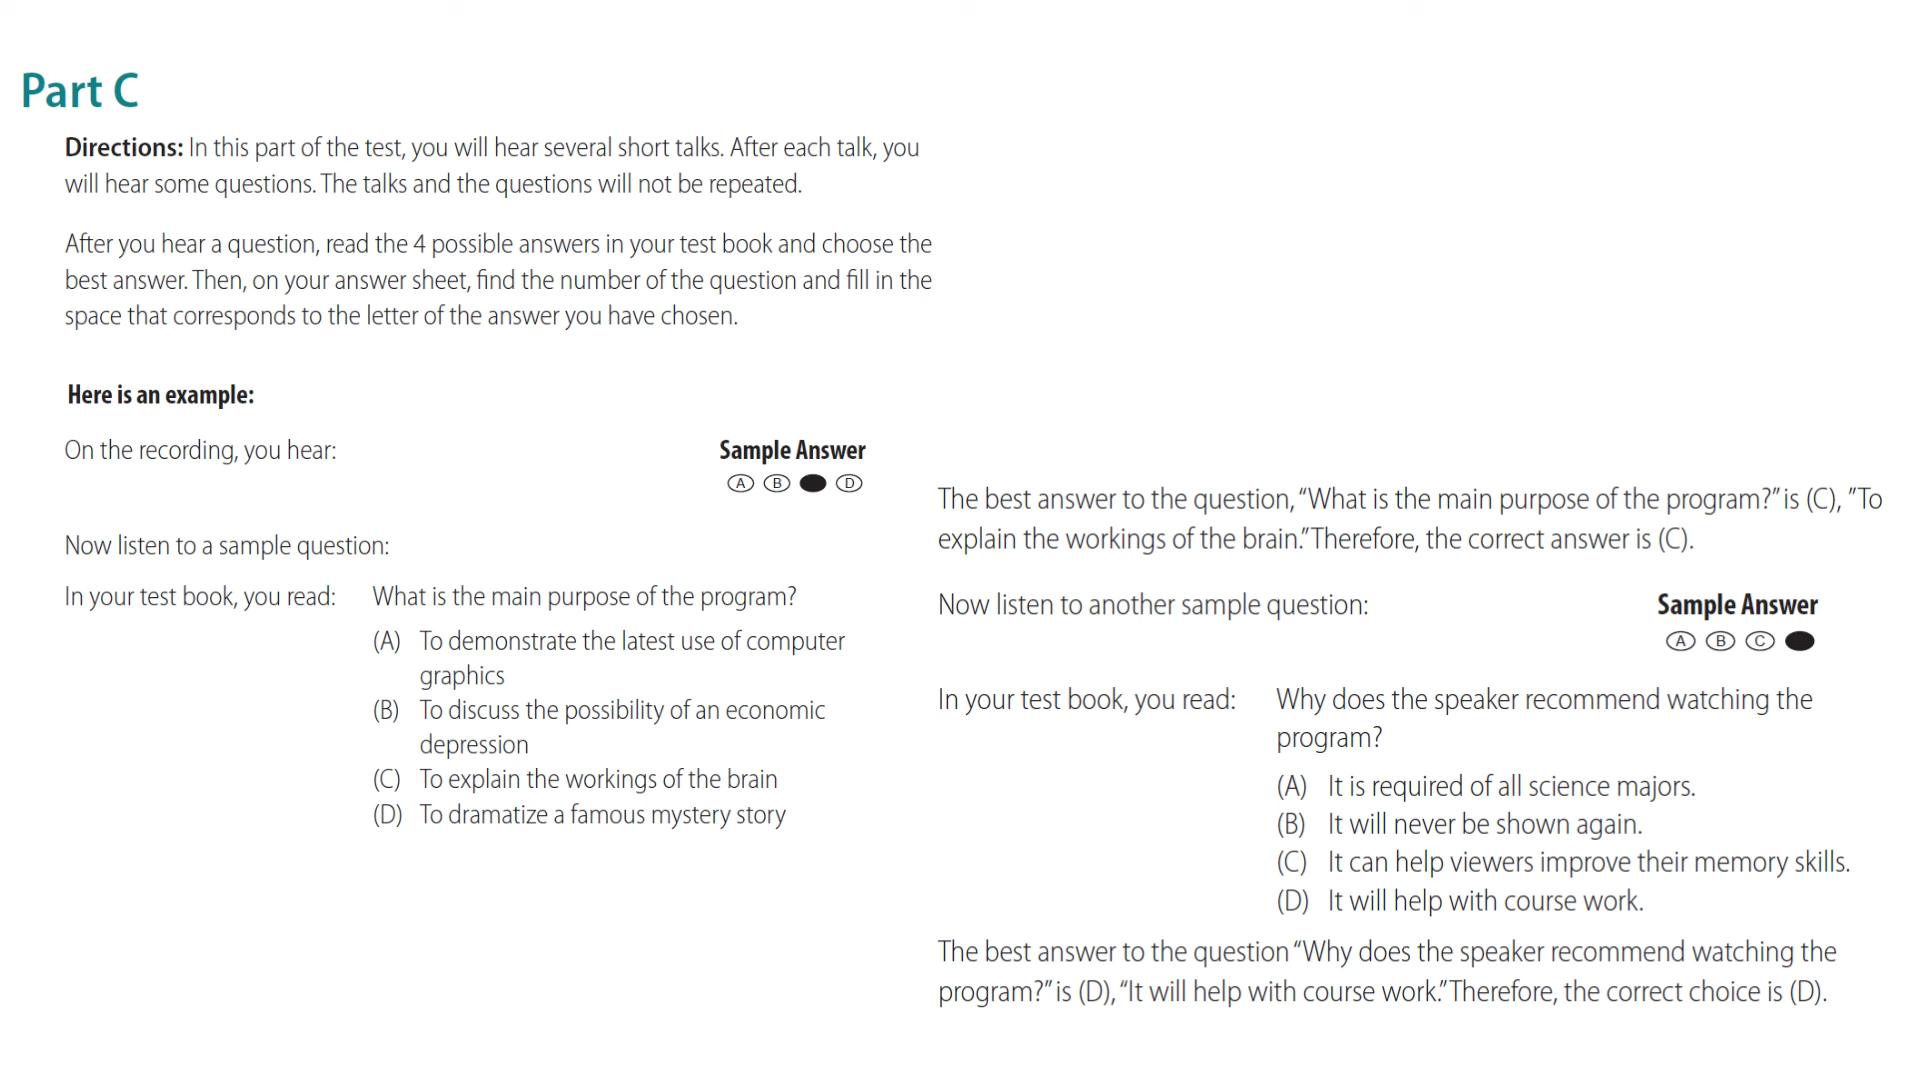 Part C
Directions: In this part of the test, you will hear several short talks. After each talk, you
will hear some questions. The talks and the questions will not be repeated.
After you hear a question, read the 4 possible answers in your test book and choose the
best answer. Then, on your answer sheet, find the number of the question and fill in the
space that corresponds to the letter of the answer you have chosen.
Here is an example:
On the recording, you hear:
Sample Answer
A B D
Now listen to a sample question:
In your test book, you read: What is the main purpose of the program?
(A) To demonstrate the latest use of computer
graphics
(B) To discuss the possibility of an economic
depression
(C) To explain the workings of the brain
(D) To dramatize a famous mystery story
The best answer to the question, “What is the main purpose of the program?” is (C), ”To
explain the workings of the brain.” Therefore, the correct answer is (C).
Now listen to another sample question:
Sample Answer
A B C
In your test book, you read: Why does the speaker recommend watching the
program?
(A) It is required of all science majors.
(B) It will never be shown again.
(C) It can help viewers improve their memory skills.
(D) It will help with course work.
The best answer to the question “Why does the speaker recommend watching the
program?” is (D), “It will help with course work.” Therefore, the correct choice is (D).